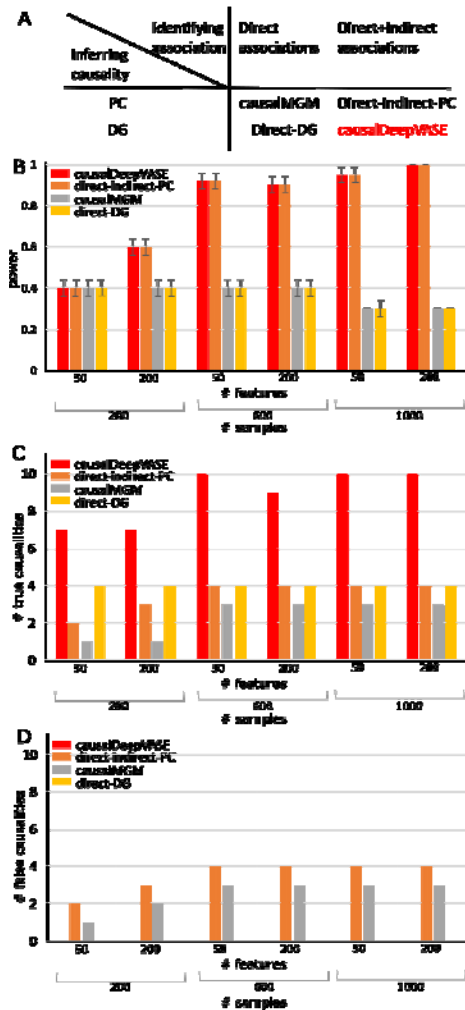 A
Identifying association
Direct associations
Direct+Indirect associations
Inferring causality
PC
causalMGM
Direct-Indirect-PC
DG
Direct-DG
causalDeepVASE
B
causalDeepVASE
direct-indirect-PC
causalMGM
direct-DG
power
1
0.8
0.6
0.4
0.2
0
50 200 50 200 50 200
# features
200 600 1000
# samples
C
causalDeepVASE
direct-indirect-PC
causalMGM
direct-DG
# true causalities
10
8
6
4
2
0
50 200 50 200 50 200
# features
200 600 1000
# samples
D
causalDeepVASE
direct-indirect-PC
causalMGM
direct-DG
# false causalities
10
8
6
4
2
0
50 200 50 200 50 200
# features
200 600 1000
# samples